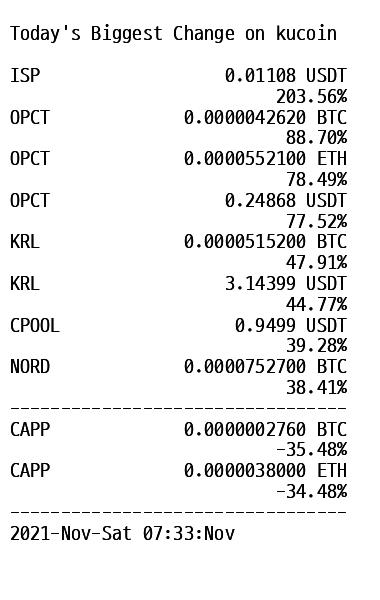 Today's Biggest Change on kucoin
ISP 0.01108 USDT
203.56%
OPCT 0.0000042620 BTC
88.70%
OPCT 0.0000552100 ETH
78.49%
OPCT 0.24868 USDT
77.52%
KRL 0.0000515200 BTC
47.91%
KRL 3.14399 USDT
44.77%
CPOOL 0.9499 USDT
39.28%
NORD 0.0000752700 BTC
38.41%
---------------------------------
CAPP 0.0000002760 BTC
-35.48%
CAPP 0.0000038000 ETH
-34.48%
---------------------------------
2021-Nov-Sat 07:33:Nov